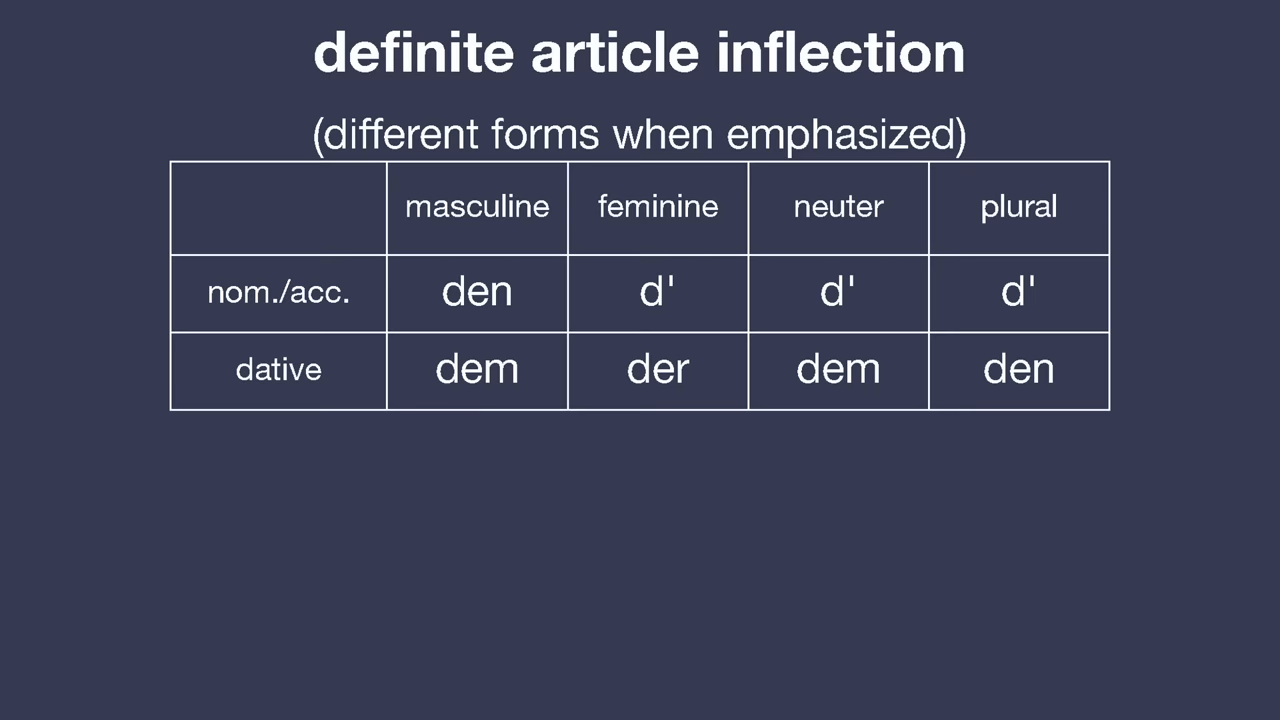 definite article inflection
(different forms when emphasized)
masculine feminine neuter plural
nom./acc. den d' d' d'
dative dem der dem den